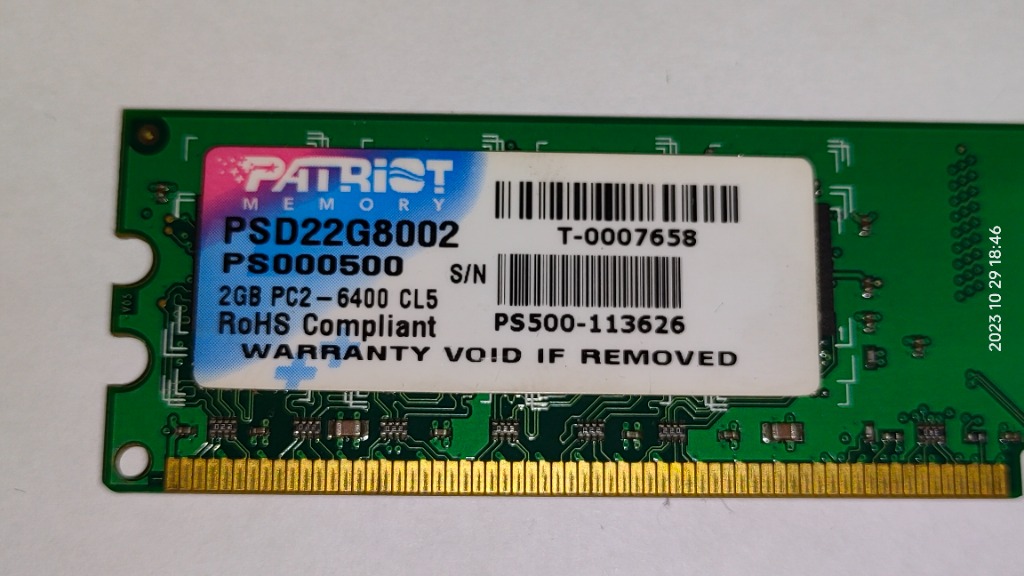 PATRIOT
MEMORY
PSD22G8002
PS000500
2GB PC2-6400 CL5
RoHS Compliant
T-0007658
S/N
PS500-113626
WARRANTY VO!D IF REMOVED
2023 10 29 18:46